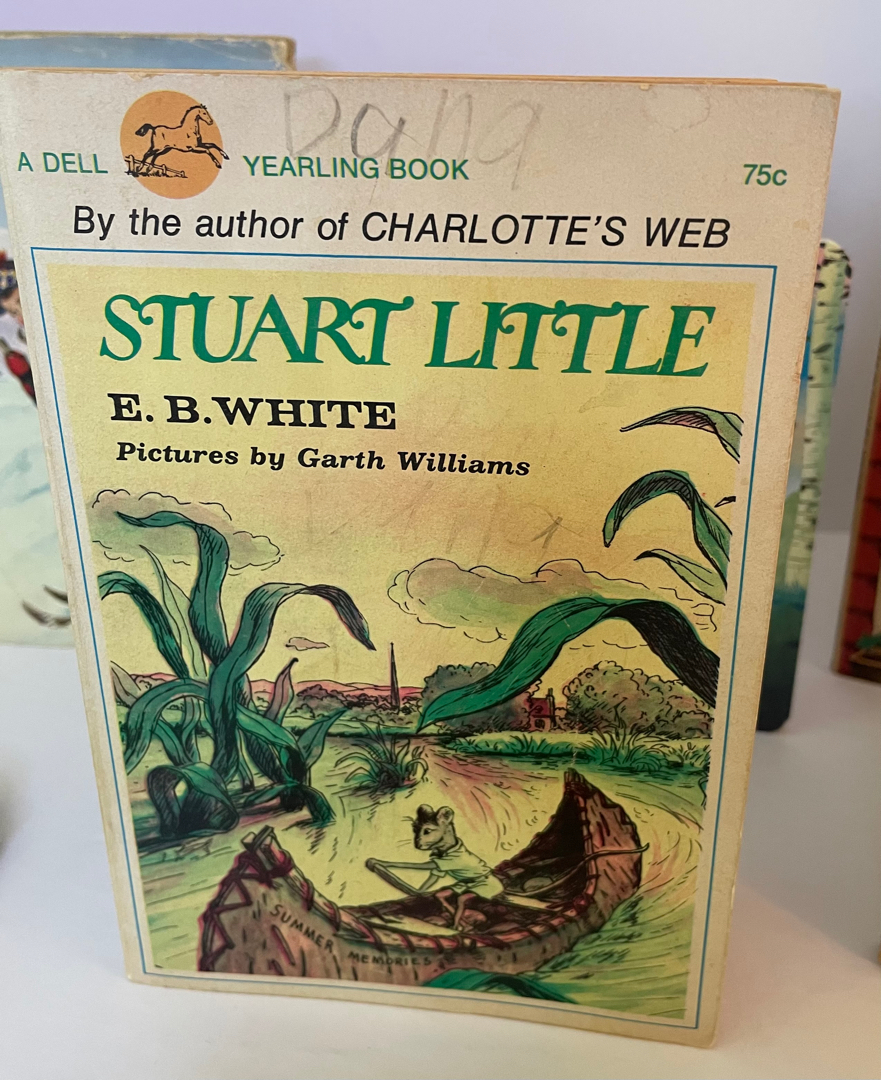 Dana
A DELL YEARLING BOOK 75c
By the author of CHARLOTTE'S WEB
STUART LITTLE
E. B. WHITE
Pictures by Garth Williams
SUMMER
MEMORIES